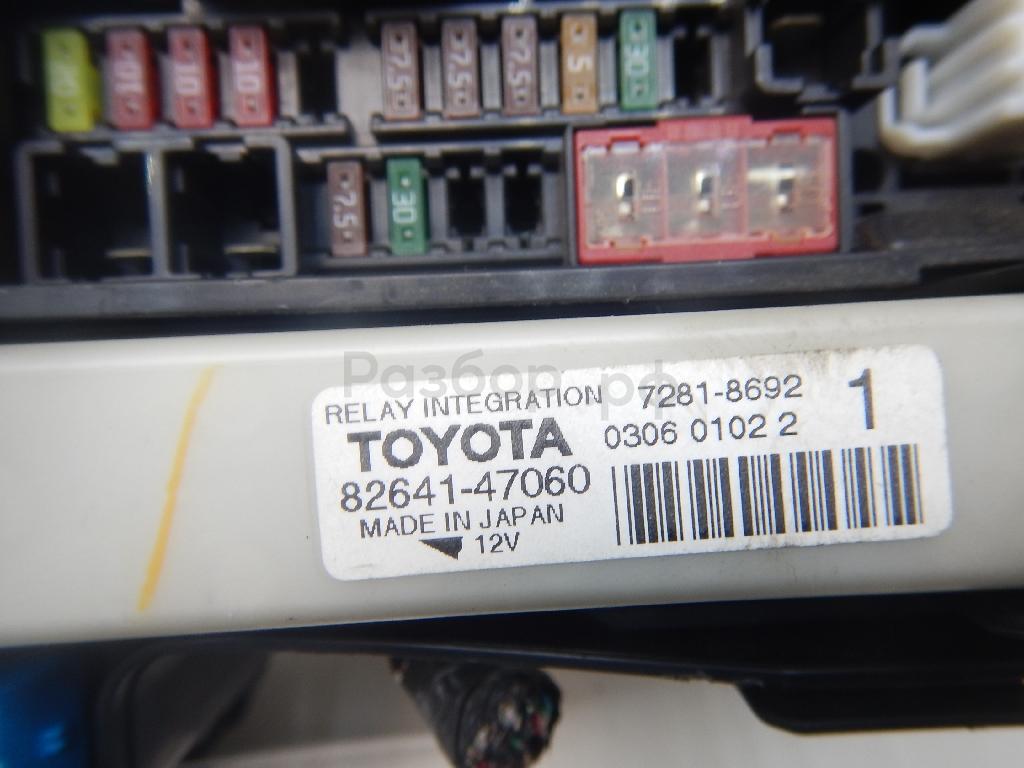 20 10 10 10 7.5 7.5 7.5 5 30
7.5 30
Разбор.рф
RELAY INTEGRATION 7281-8692 1
TOYOTA 0306 0102 2
82641-47060
MADE IN JAPAN
12V